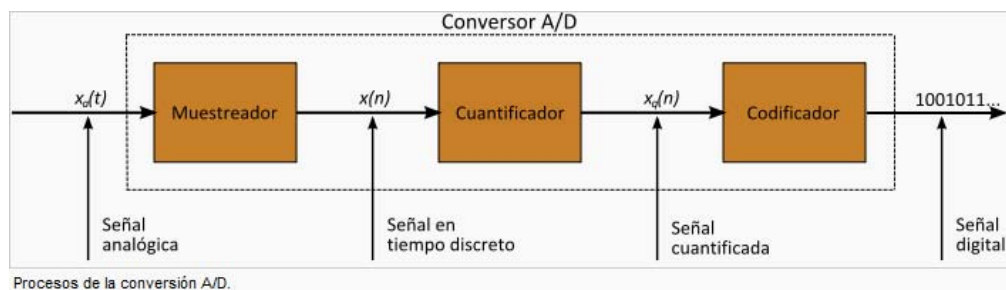 Conversor A/D
xa(t)
Muestreador
x(n)
Cuantificador
xq(n)
Codificador
1001011...
Señal
analógica
Señal en
tiempo discreto
Señal
cuantificada
Señal
digital
Procesos de la conversión A/D.